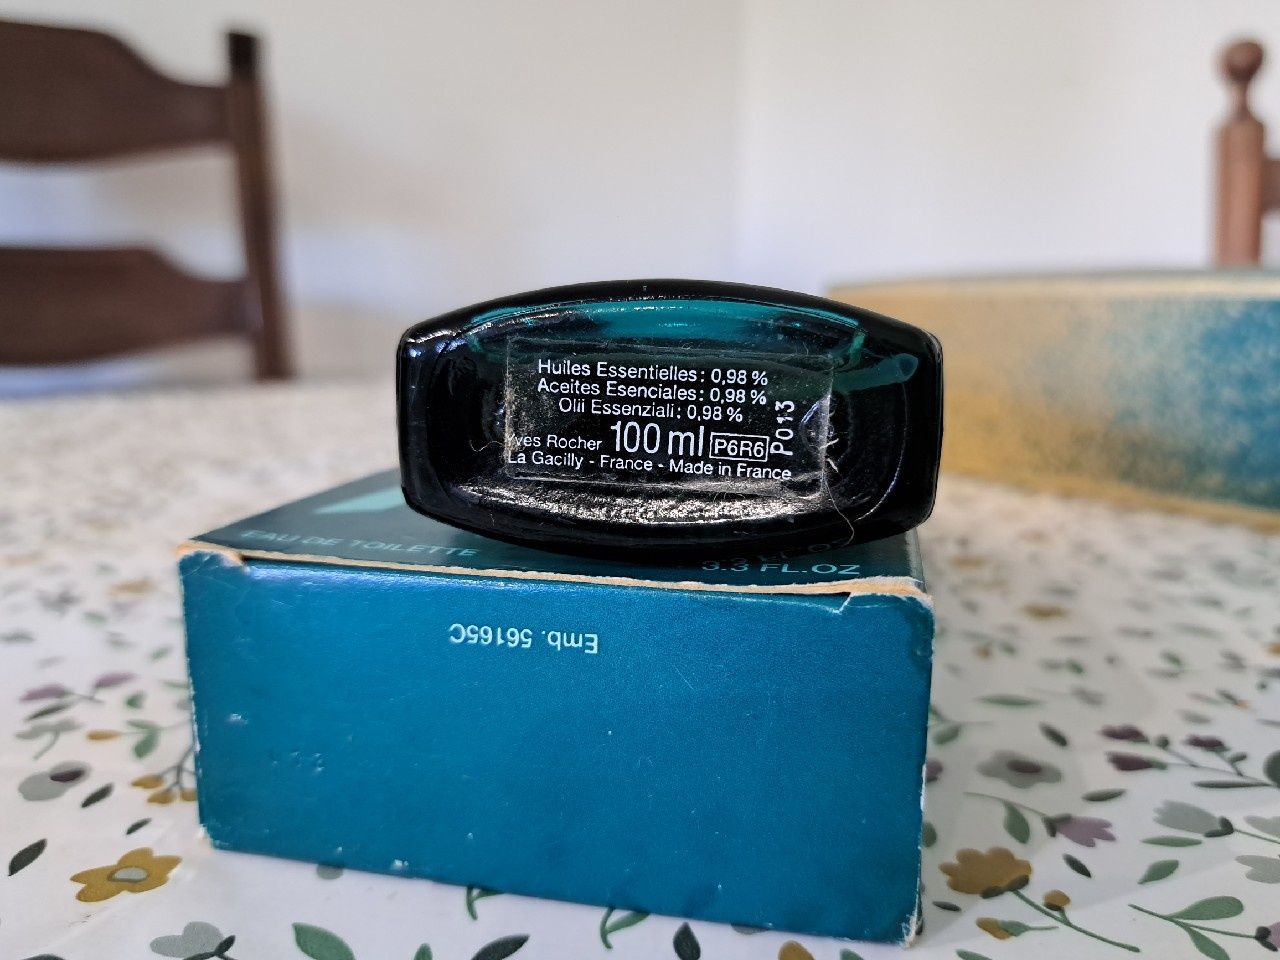 Huiles Essentielles: 0,98 %
Aceites Esenciales: 0,98 %
Olii Essenziali: 0,98 %
Yves Rocher 100 ml P6R6
La Gacilly - France - Made in France
P013
EAU DE TOILETTE
3.3 FL.OZ
Emb. 56165C